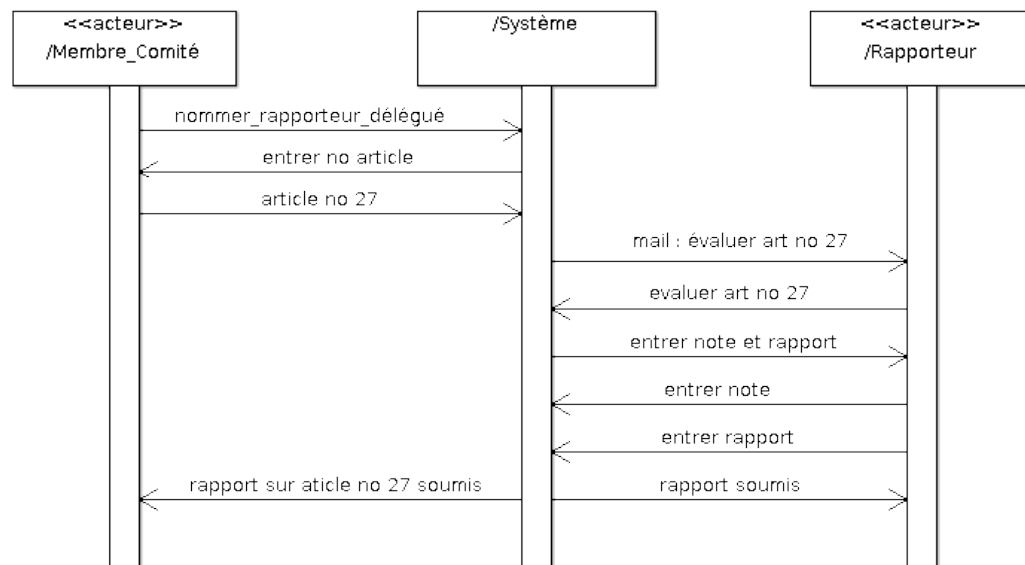 <<acteur>>
/Membre_Comité
/Système
<<acteur>>
/Rapporteur
nommer_rapporteur_délégué
entrer no article
article no 27
mail : évaluer art no 27
evaluer art no 27
entrer note et rapport
entrer note
entrer rapport
rapport sur aticle no 27 soumis
rapport soumis